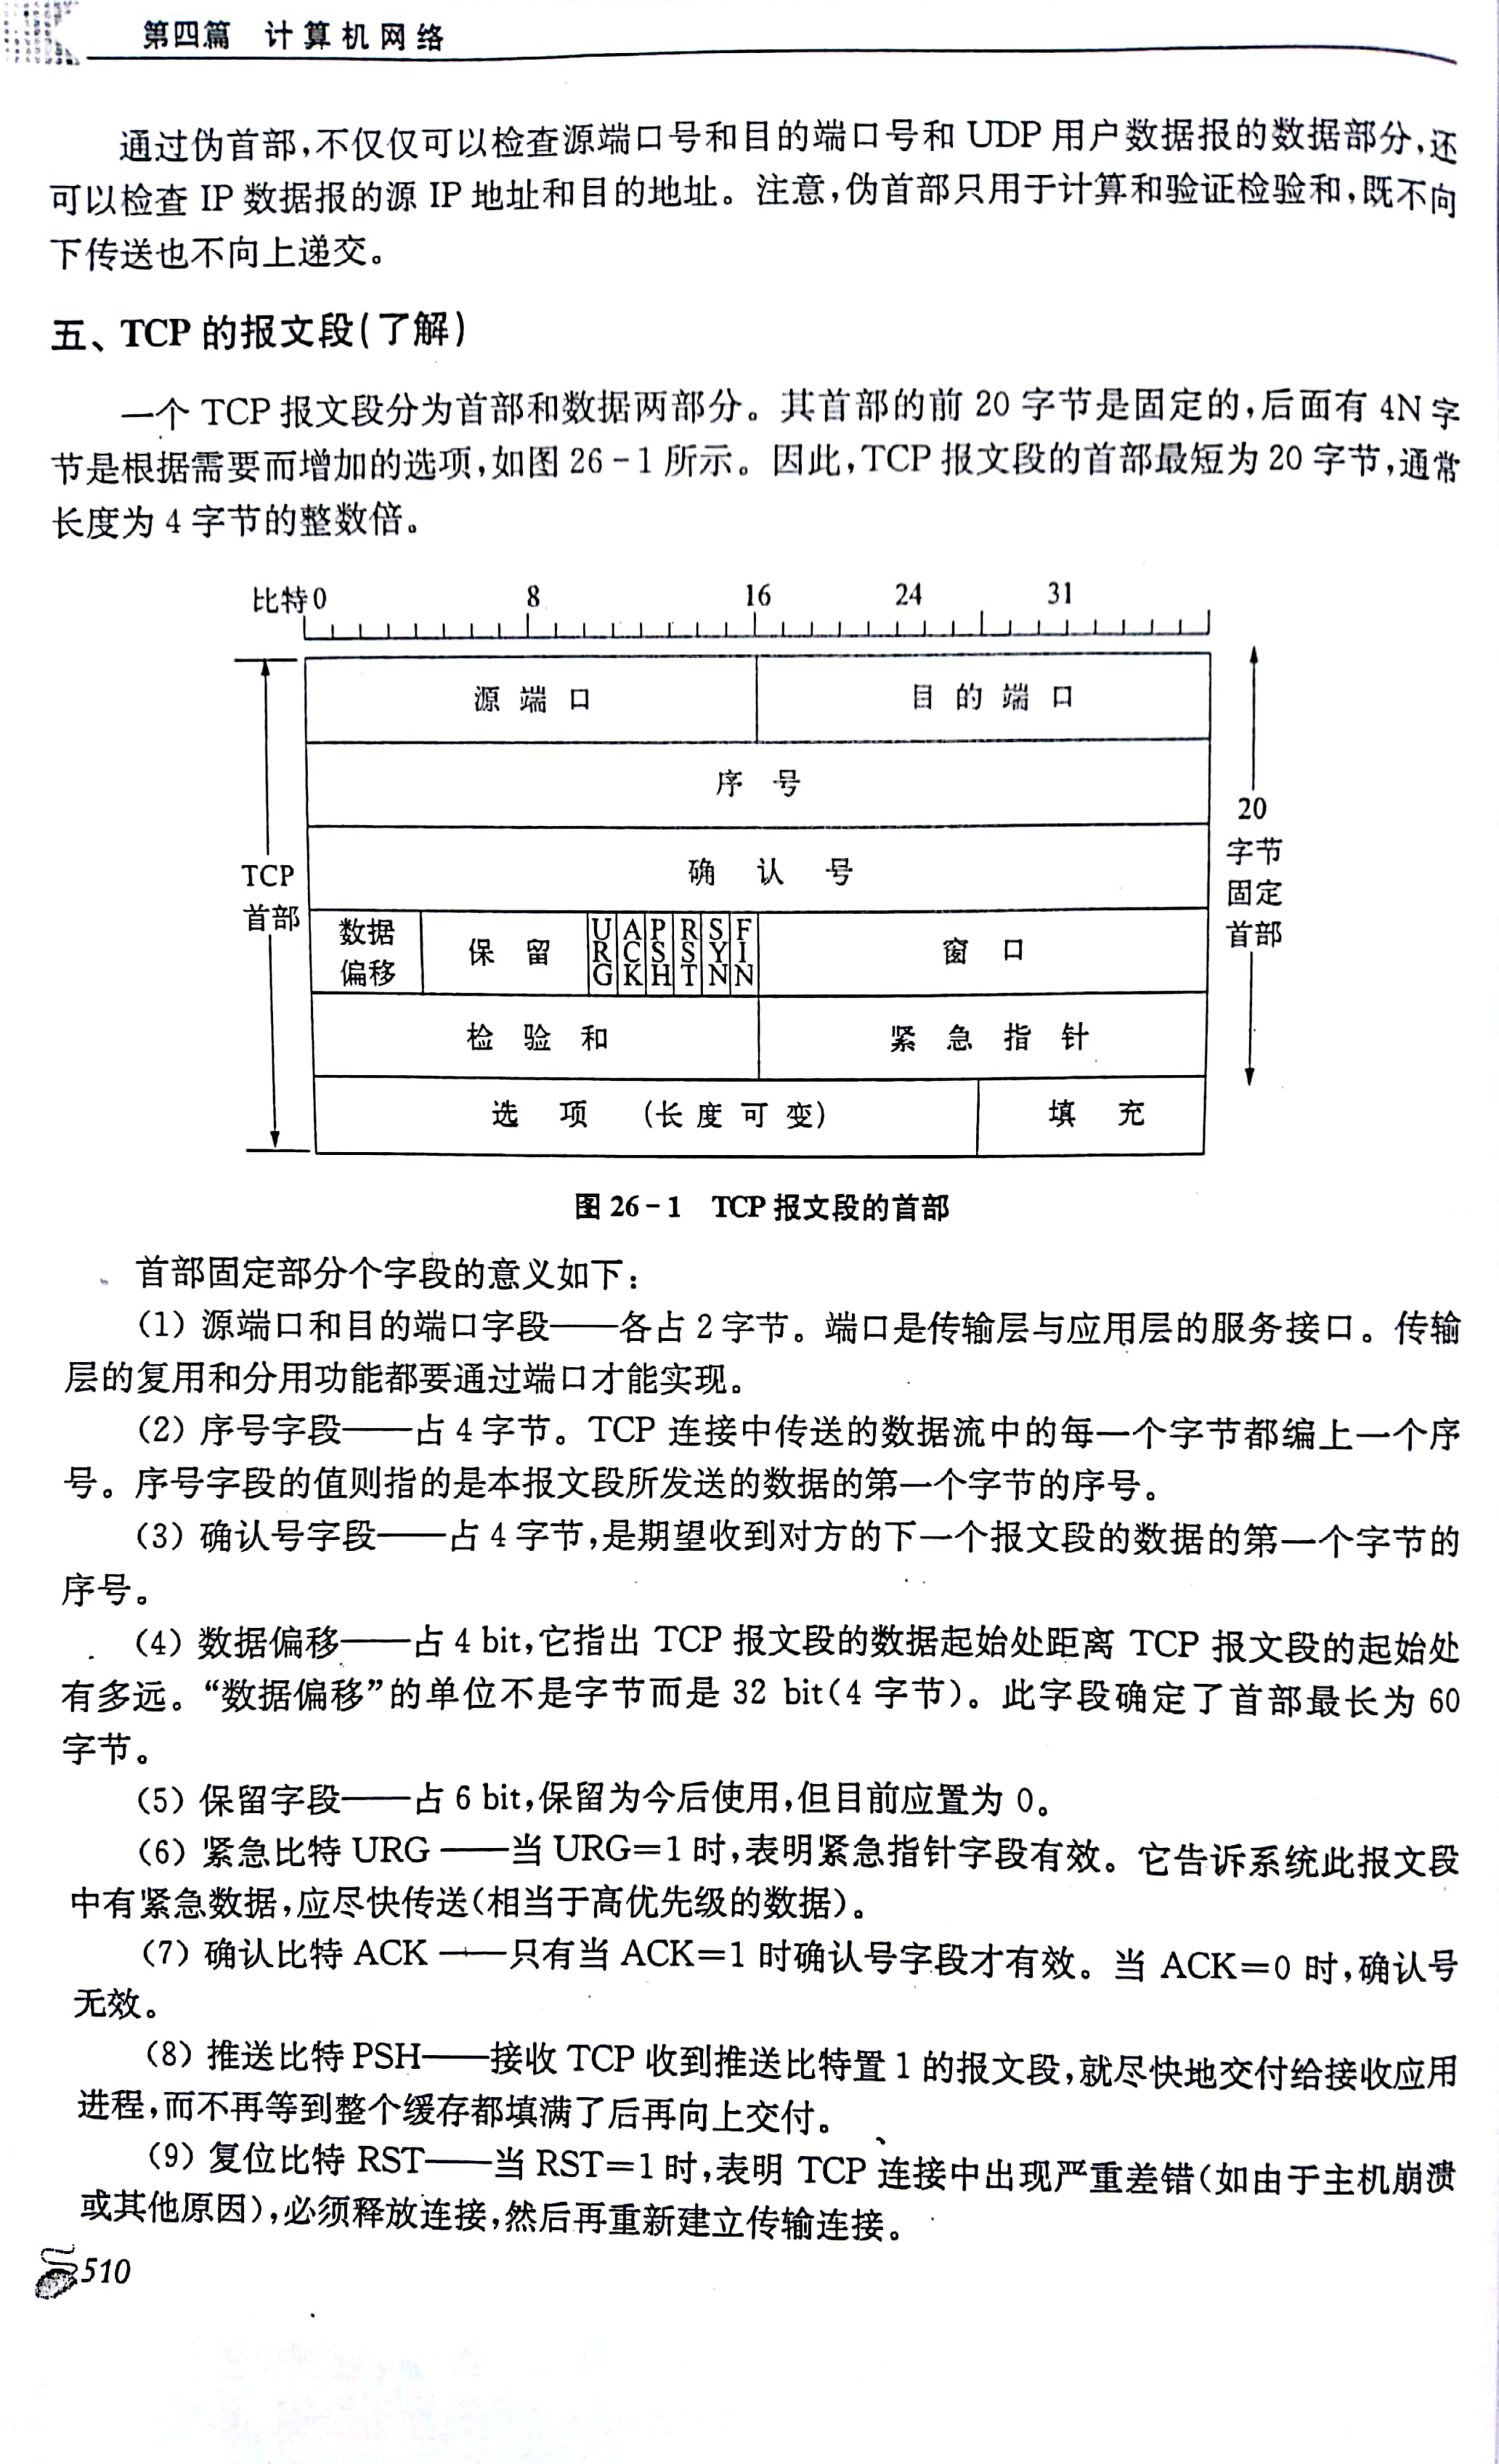 第四篇 计算机网络
通过伪首部,不仅仅可以检查源端口号和目的端口号和 UDP 用户数据报的数据部分,还
可以检查 IP 数据报的源 IP 地址和目的地址。注意,伪首部只用于计算和验证检验和,既不向
下传送也不向上递交。
五、TCP 的报文段(了解)
一个 TCP 报文段分为首部和数据两部分。其首部的前 20 字节是固定的,后面有 4N 字
节是根据需要而增加的选项,如图 26-1 所示。因此,TCP 报文段的首部最短为 20 字节,通常
长度为 4 字节的整数倍。
比特0 8 16 24 31
源端口 目的端口
序号
确认号
数据偏移 保留 URG ACK PSH RST SYN FIN 窗口
检验和 紧急指针
选项 (长度可变) 填充
TCP
首部
20
字节
固定
首部
图 26-1 TCP 报文段的首部
首部固定部分个字段的意义如下:
(1) 源端口和目的端口字段——各占 2 字节。端口是传输层与应用层的服务接口。传输
层的复用和分用功能都要通过端口才能实现。
(2) 序号字段——占 4 字节。TCP 连接中传送的数据流中的每一个字节都编上一个序
号。序号字段的值则指的是本报文段所发送的数据的第一个字节的序号。
(3) 确认号字段——占 4 字节,是期望收到对方的下一个报文段的数据的第一个字节的
序号。
(4) 数据偏移——占 4 bit,它指出 TCP 报文段的数据起始处距离 TCP 报文段的起始处
有多远。“数据偏移”的单位不是字节而是 32 bit(4 字节)。此字段确定了首部最长为 60
字节。
(5) 保留字段——占 6 bit,保留为今后使用,但目前应置为 0。
(6) 紧急比特 URG ——当 URG=1 时,表明紧急指针字段有效。它告诉系统此报文段
中有紧急数据,应尽快传送(相当于高优先级的数据)。
(7) 确认比特 ACK ——只有当 ACK=1 时确认号字段才有效。当 ACK=0 时,确认号
无效。
(8) 推送比特 PSH——接收 TCP 收到推送比特置 1 的报文段,就尽快地交付给接收应用
进程,而不再等到整个缓存都填满了后再向上交付。
(9) 复位比特 RST——当 RST=1 时,表明 TCP 连接中出现严重差错(如由于主机崩溃
或其他原因),必须释放连接,然后再重新建立传输连接。
510